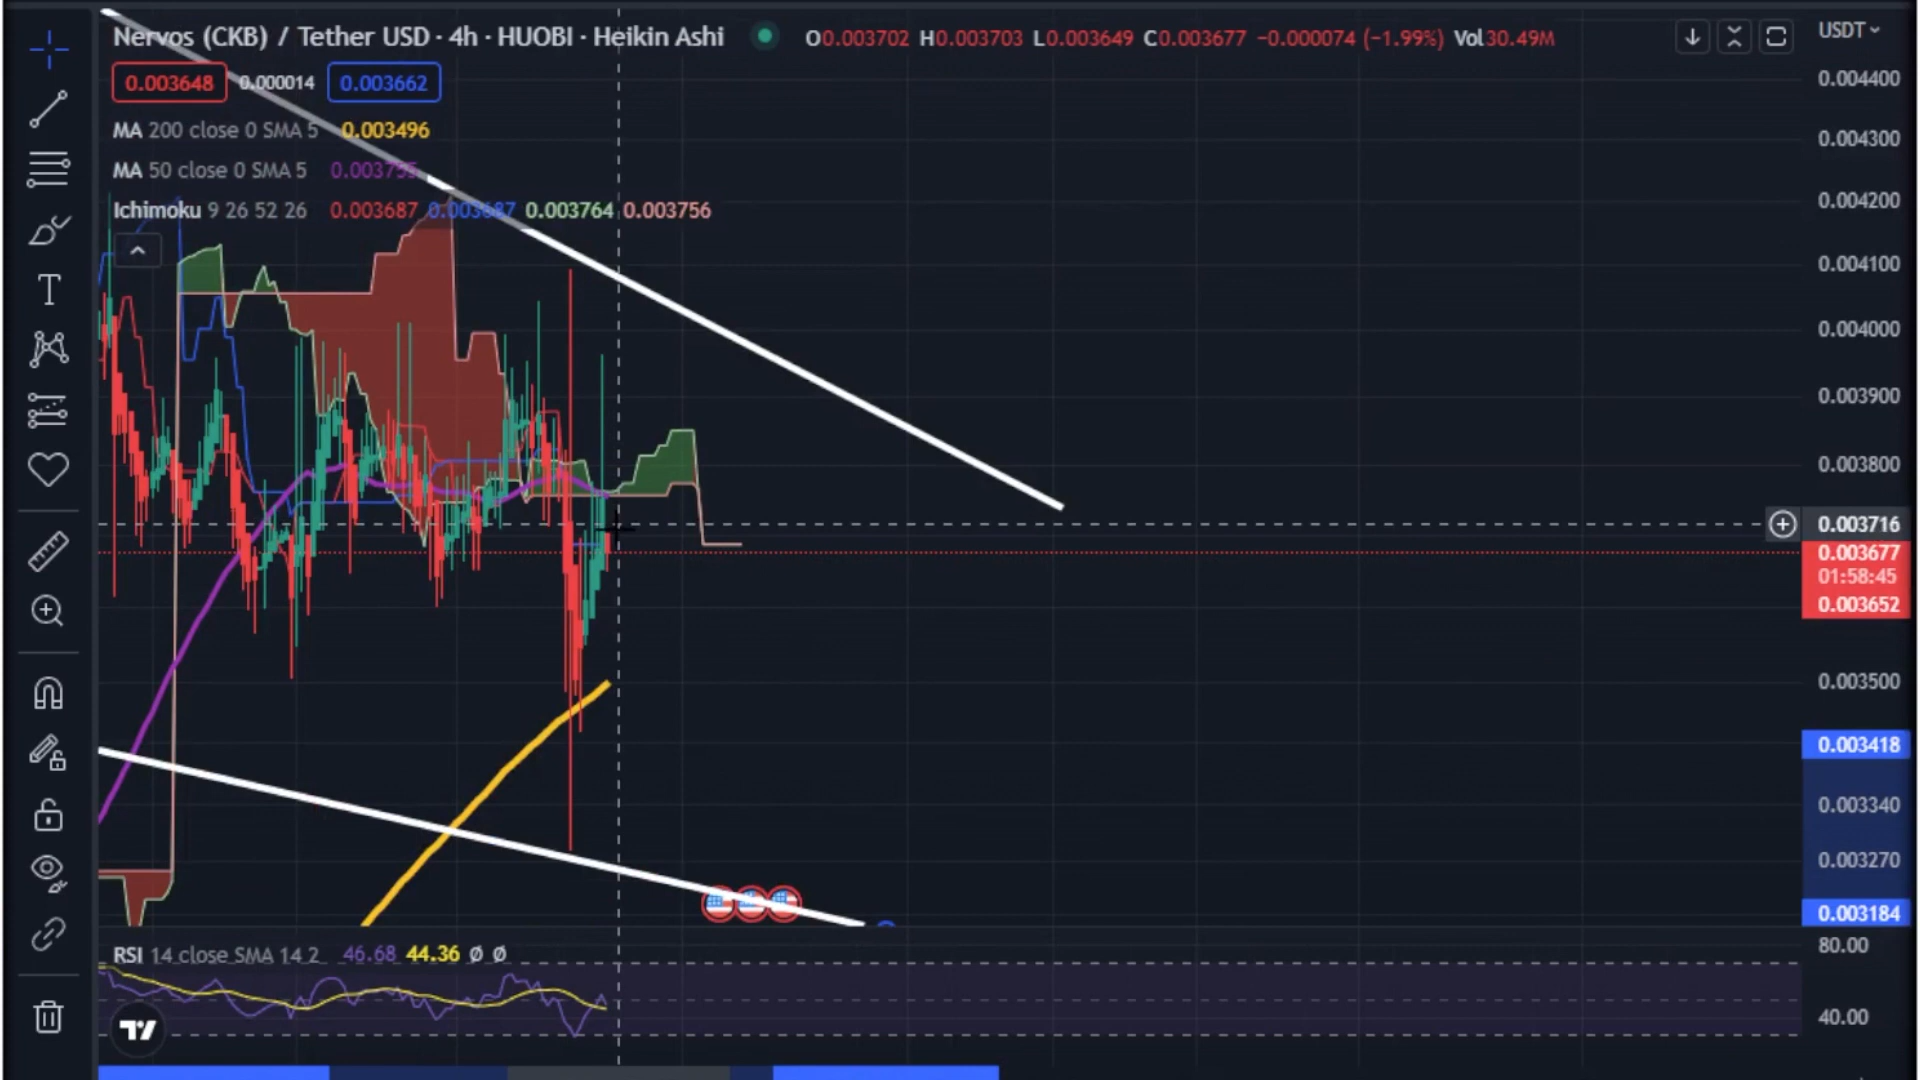 Nervos (CKB) / Tether USD · 4h · HUOBI · Heikin Ashi O0.003702 H0.003703 L0.003649 C0.003677 −0.000074 (−1.99%) Vol30.49M
USDT
0.003648 0.000014 0.003662
MA 200 close 0 SMA 5 0.003496
MA 50 close 0 SMA 5 0.003755
Ichimoku 9 26 52 26 0.003687 0.003687 0.003764 0.003756
0.004400
0.004300
0.004200
0.004100
0.004000
0.003900
0.003800
0.003716
0.003677
01:58:45
0.003652
0.003500
0.003418
0.003340
0.003270
0.003184
RSI 14 close SMA 14 2 46.68 44.36 Ø Ø
80.00
40.00